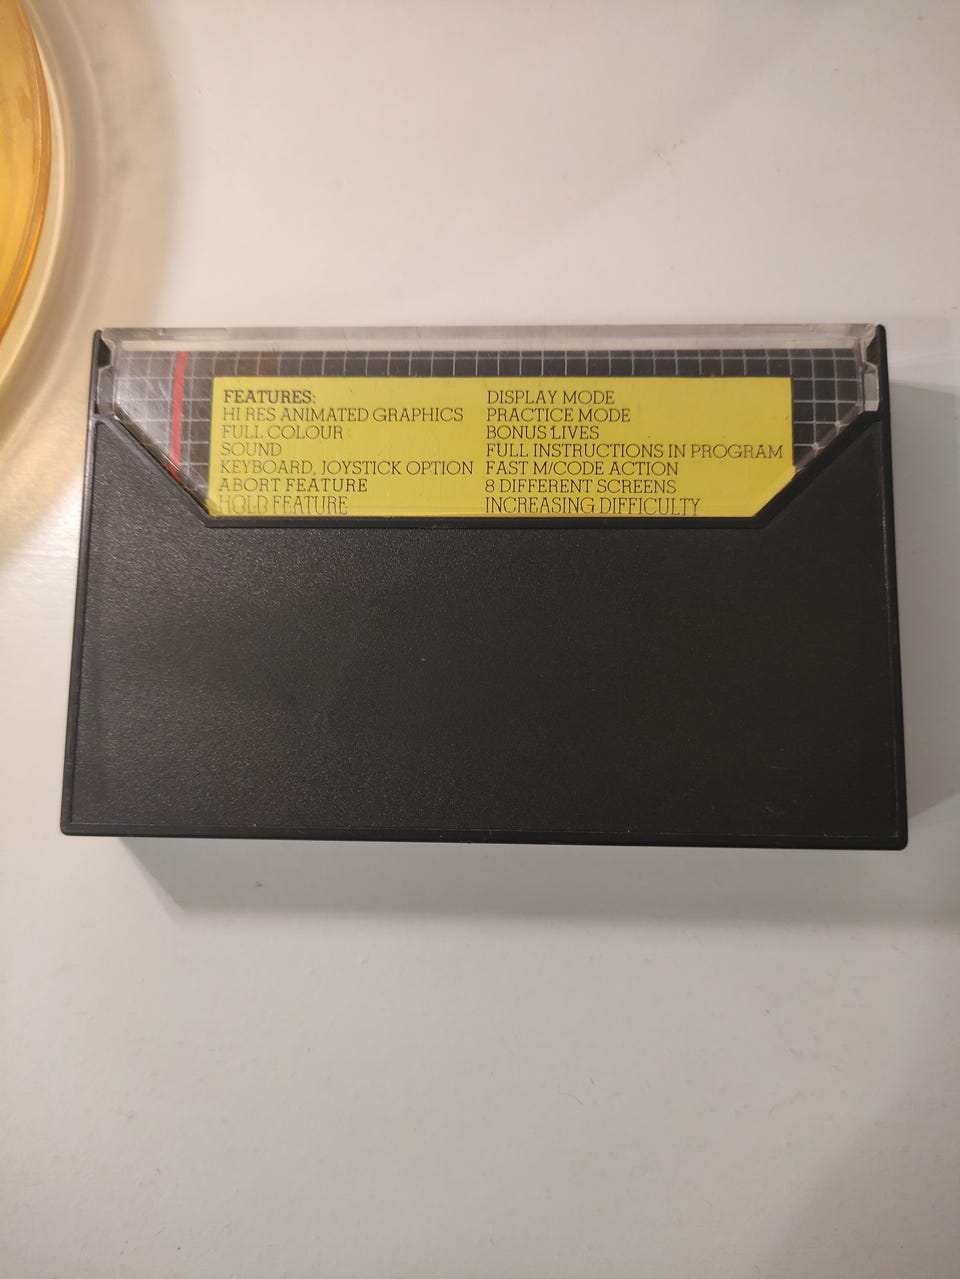 FEATURES:
HI RES ANIMATED GRAPHICS
FULL COLOUR
SOUND
KEYBOARD, JOYSTICK OPTION
ABORT FEATURE
HOLD FEATURE
DISPLAY MODE
PRACTICE MODE
BONUS LIVES
FULL INSTRUCTIONS IN PROGRAM
FAST M/CODE ACTION
8 DIFFERENT SCREENS
INCREASING DIFFICULTY